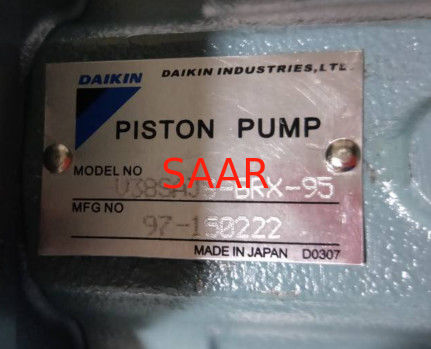 DAIKIN
DAIKIN INDUSTRIES,LTD.
PISTON PUMP
SAAR
MODEL NO
MFG NO
97-150222
MADE IN JAPAN D0307